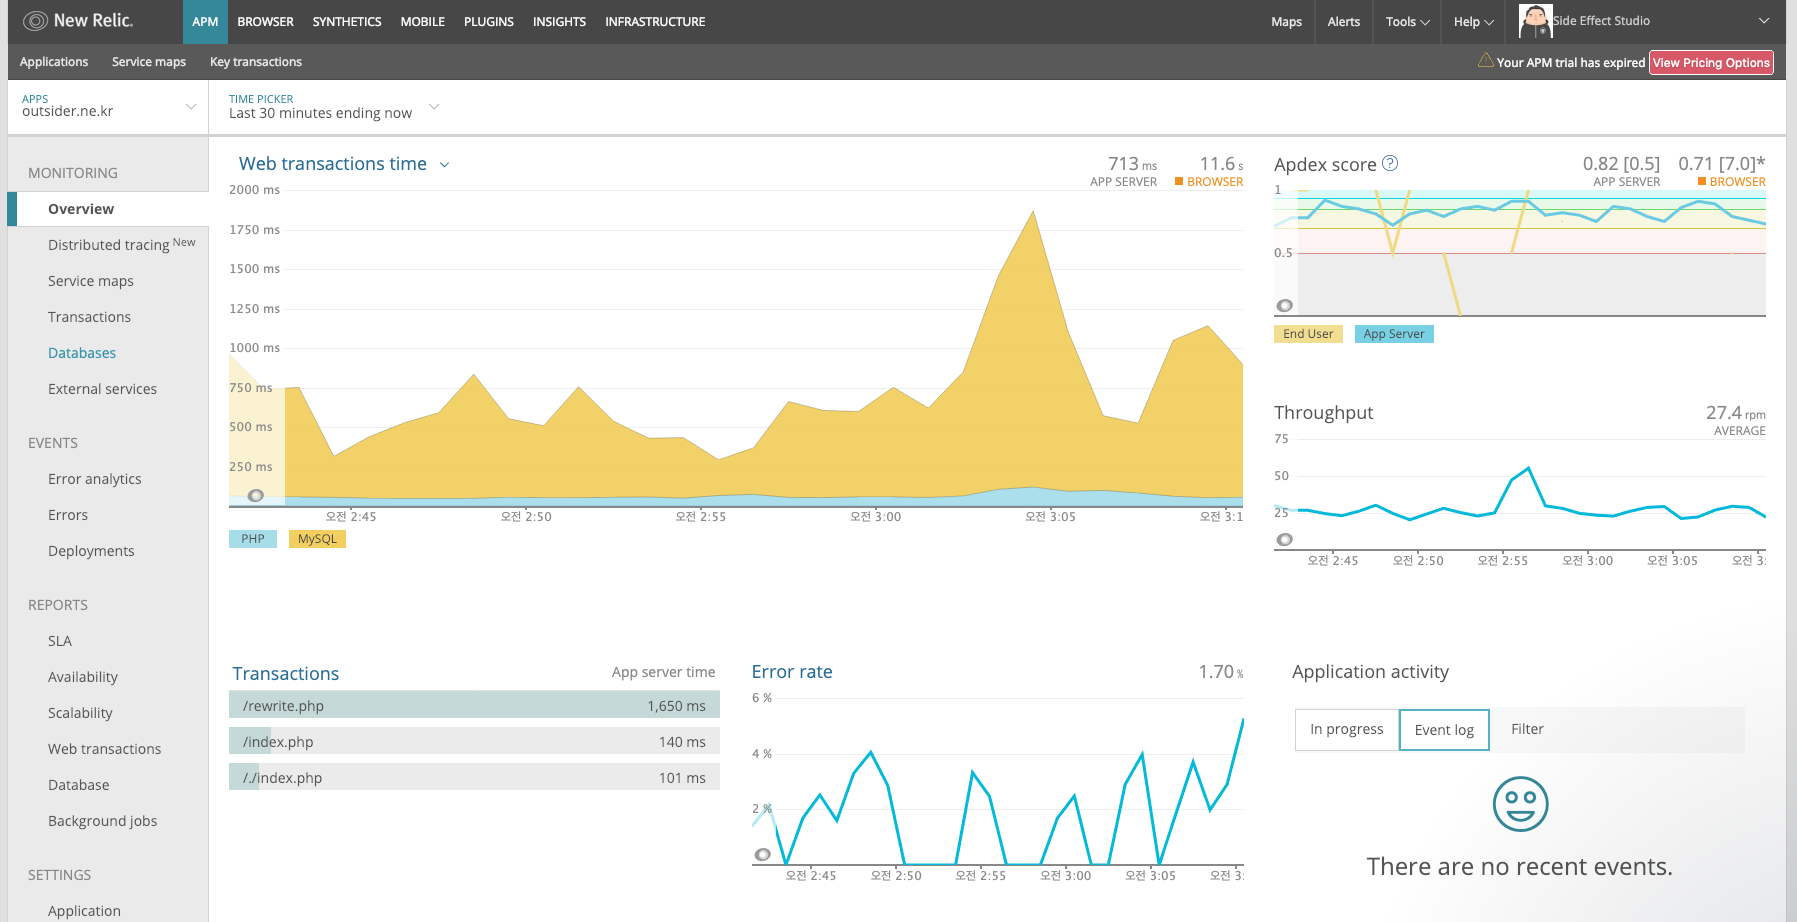 New Relic.
APM BROWSER SYNTHETICS MOBILE PLUGINS INSIGHTS INFRASTRUCTURE
Maps Alerts Tools Help Side Effect Studio
Applications Service maps Key transactions
Your APM trial has expired View Pricing Options
APPS
outsider.ne.kr
TIME PICKER
Last 30 minutes ending now
MONITORING
Overview
Distributed tracing New
Service maps
Transactions
Databases
External services
EVENTS
Error analytics
Errors
Deployments
REPORTS
SLA
Availability
Scalability
Web transactions
Database
Background jobs
SETTINGS
Application
Web transactions time
713 ms 11.6 s
APP SERVER BROWSER
2000 ms
1750 ms
1500 ms
1250 ms
1000 ms
750 ms
500 ms
250 ms
오전 2:45 오전 2:50 오전 2:55 오전 3:00 오전 3:05 오전 3:1
PHP MySQL
Apdex score ?
0.82 [0.5] 0.71 [7.0]*
APP SERVER BROWSER
1
0.5
End User App Server
Throughput
27.4 rpm
AVERAGE
75
50
25
오전 2:45 오전 2:50 오전 2:55 오전 3:00 오전 3:05 오전 3:
Transactions App server time
/rewrite.php 1,650 ms
/index.php 140 ms
/./index.php 101 ms
Error rate 1.70 %
6 %
4 %
2 %
오전 2:45 오전 2:50 오전 2:55 오전 3:00 오전 3:05 오전 3:
Application activity
In progress Event log Filter
There are no recent events.